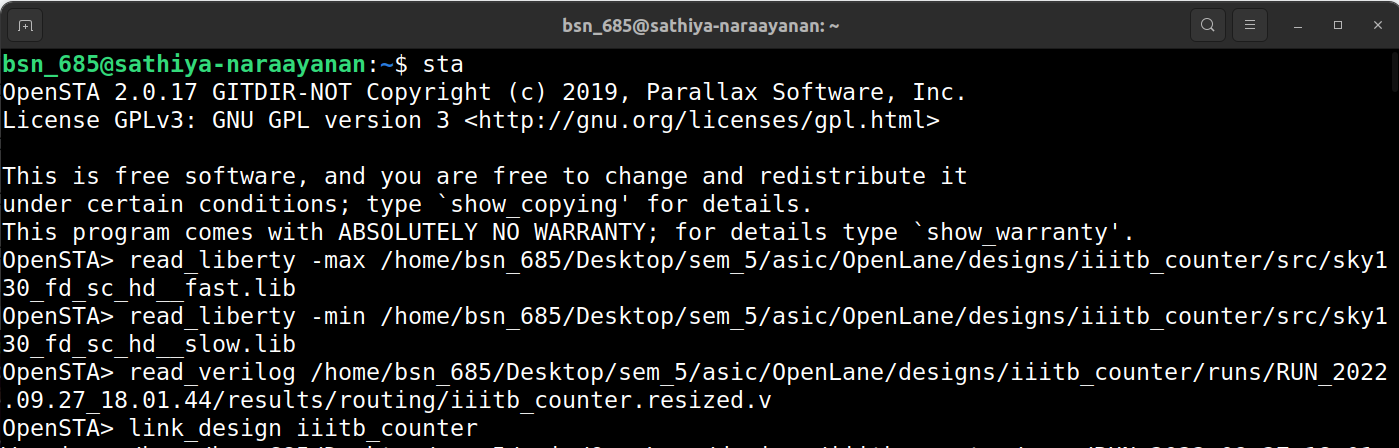 bsn_685@sathiya-naraayanan: ~
bsn_685@sathiya-naraayanan:~$ sta
OpenSTA 2.0.17 GITDIR-NOT Copyright (c) 2019, Parallax Software, Inc.
License GPLv3: GNU GPL version 3 <http://gnu.org/licenses/gpl.html>
This is free software, and you are free to change and redistribute it
under certain conditions; type `show_copying' for details.
This program comes with ABSOLUTELY NO WARRANTY; for details type `show_warranty'.
OpenSTA> read_liberty -max /home/bsn_685/Desktop/sem_5/asic/OpenLane/designs/iiitb_counter/src/sky1
30_fd_sc_hd__fast.lib
OpenSTA> read_liberty -min /home/bsn_685/Desktop/sem_5/asic/OpenLane/designs/iiitb_counter/src/sky1
30_fd_sc_hd__slow.lib
OpenSTA> read_verilog /home/bsn_685/Desktop/sem_5/asic/OpenLane/designs/iiitb_counter/runs/RUN_2022
.09.27_18.01.44/results/routing/iiitb_counter.resized.v
OpenSTA> link_design iiitb_counter